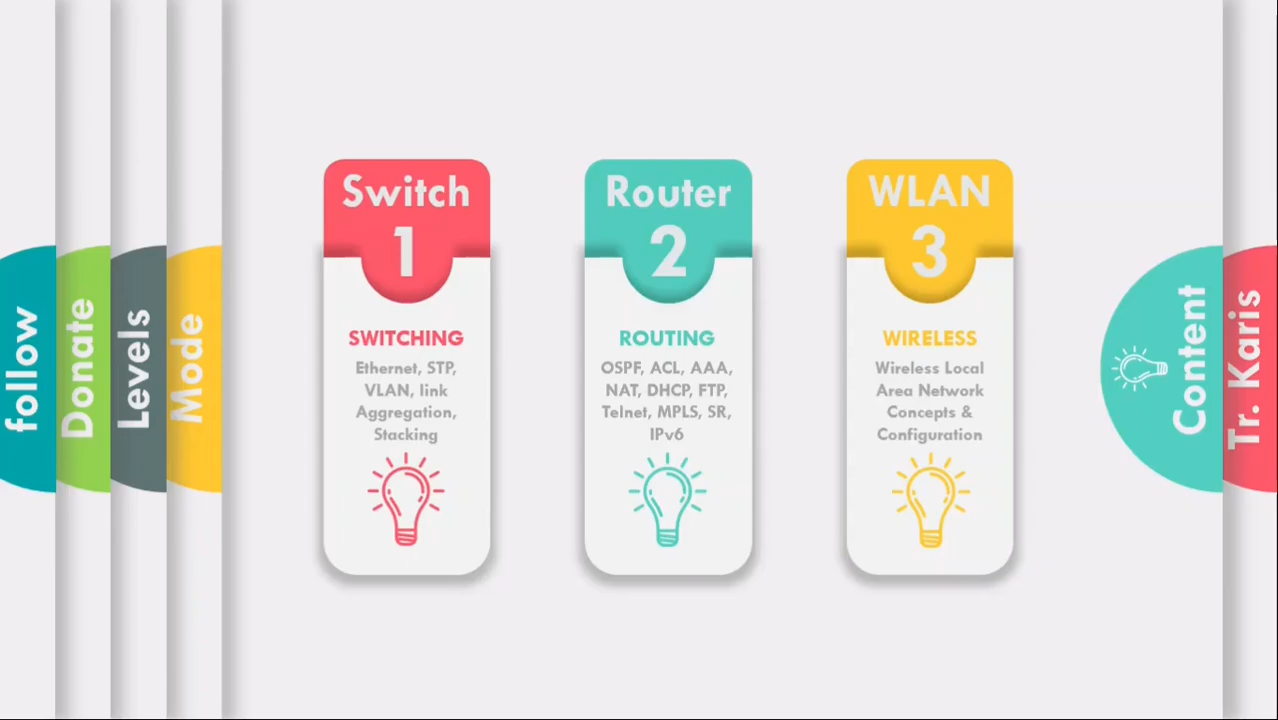 follow
Donate
Levels
Mode
Switch
1
SWITCHING
Ethernet, STP,
VLAN, link
Aggregation,
Stacking
Router
2
ROUTING
OSPF, ACL, AAA,
NAT, DHCP, FTP,
Telnet, MPLS, SR,
IPv6
WLAN
3
WIRELESS
Wireless Local
Area Network
Concepts &
Configuration
Content
Tr. Karis